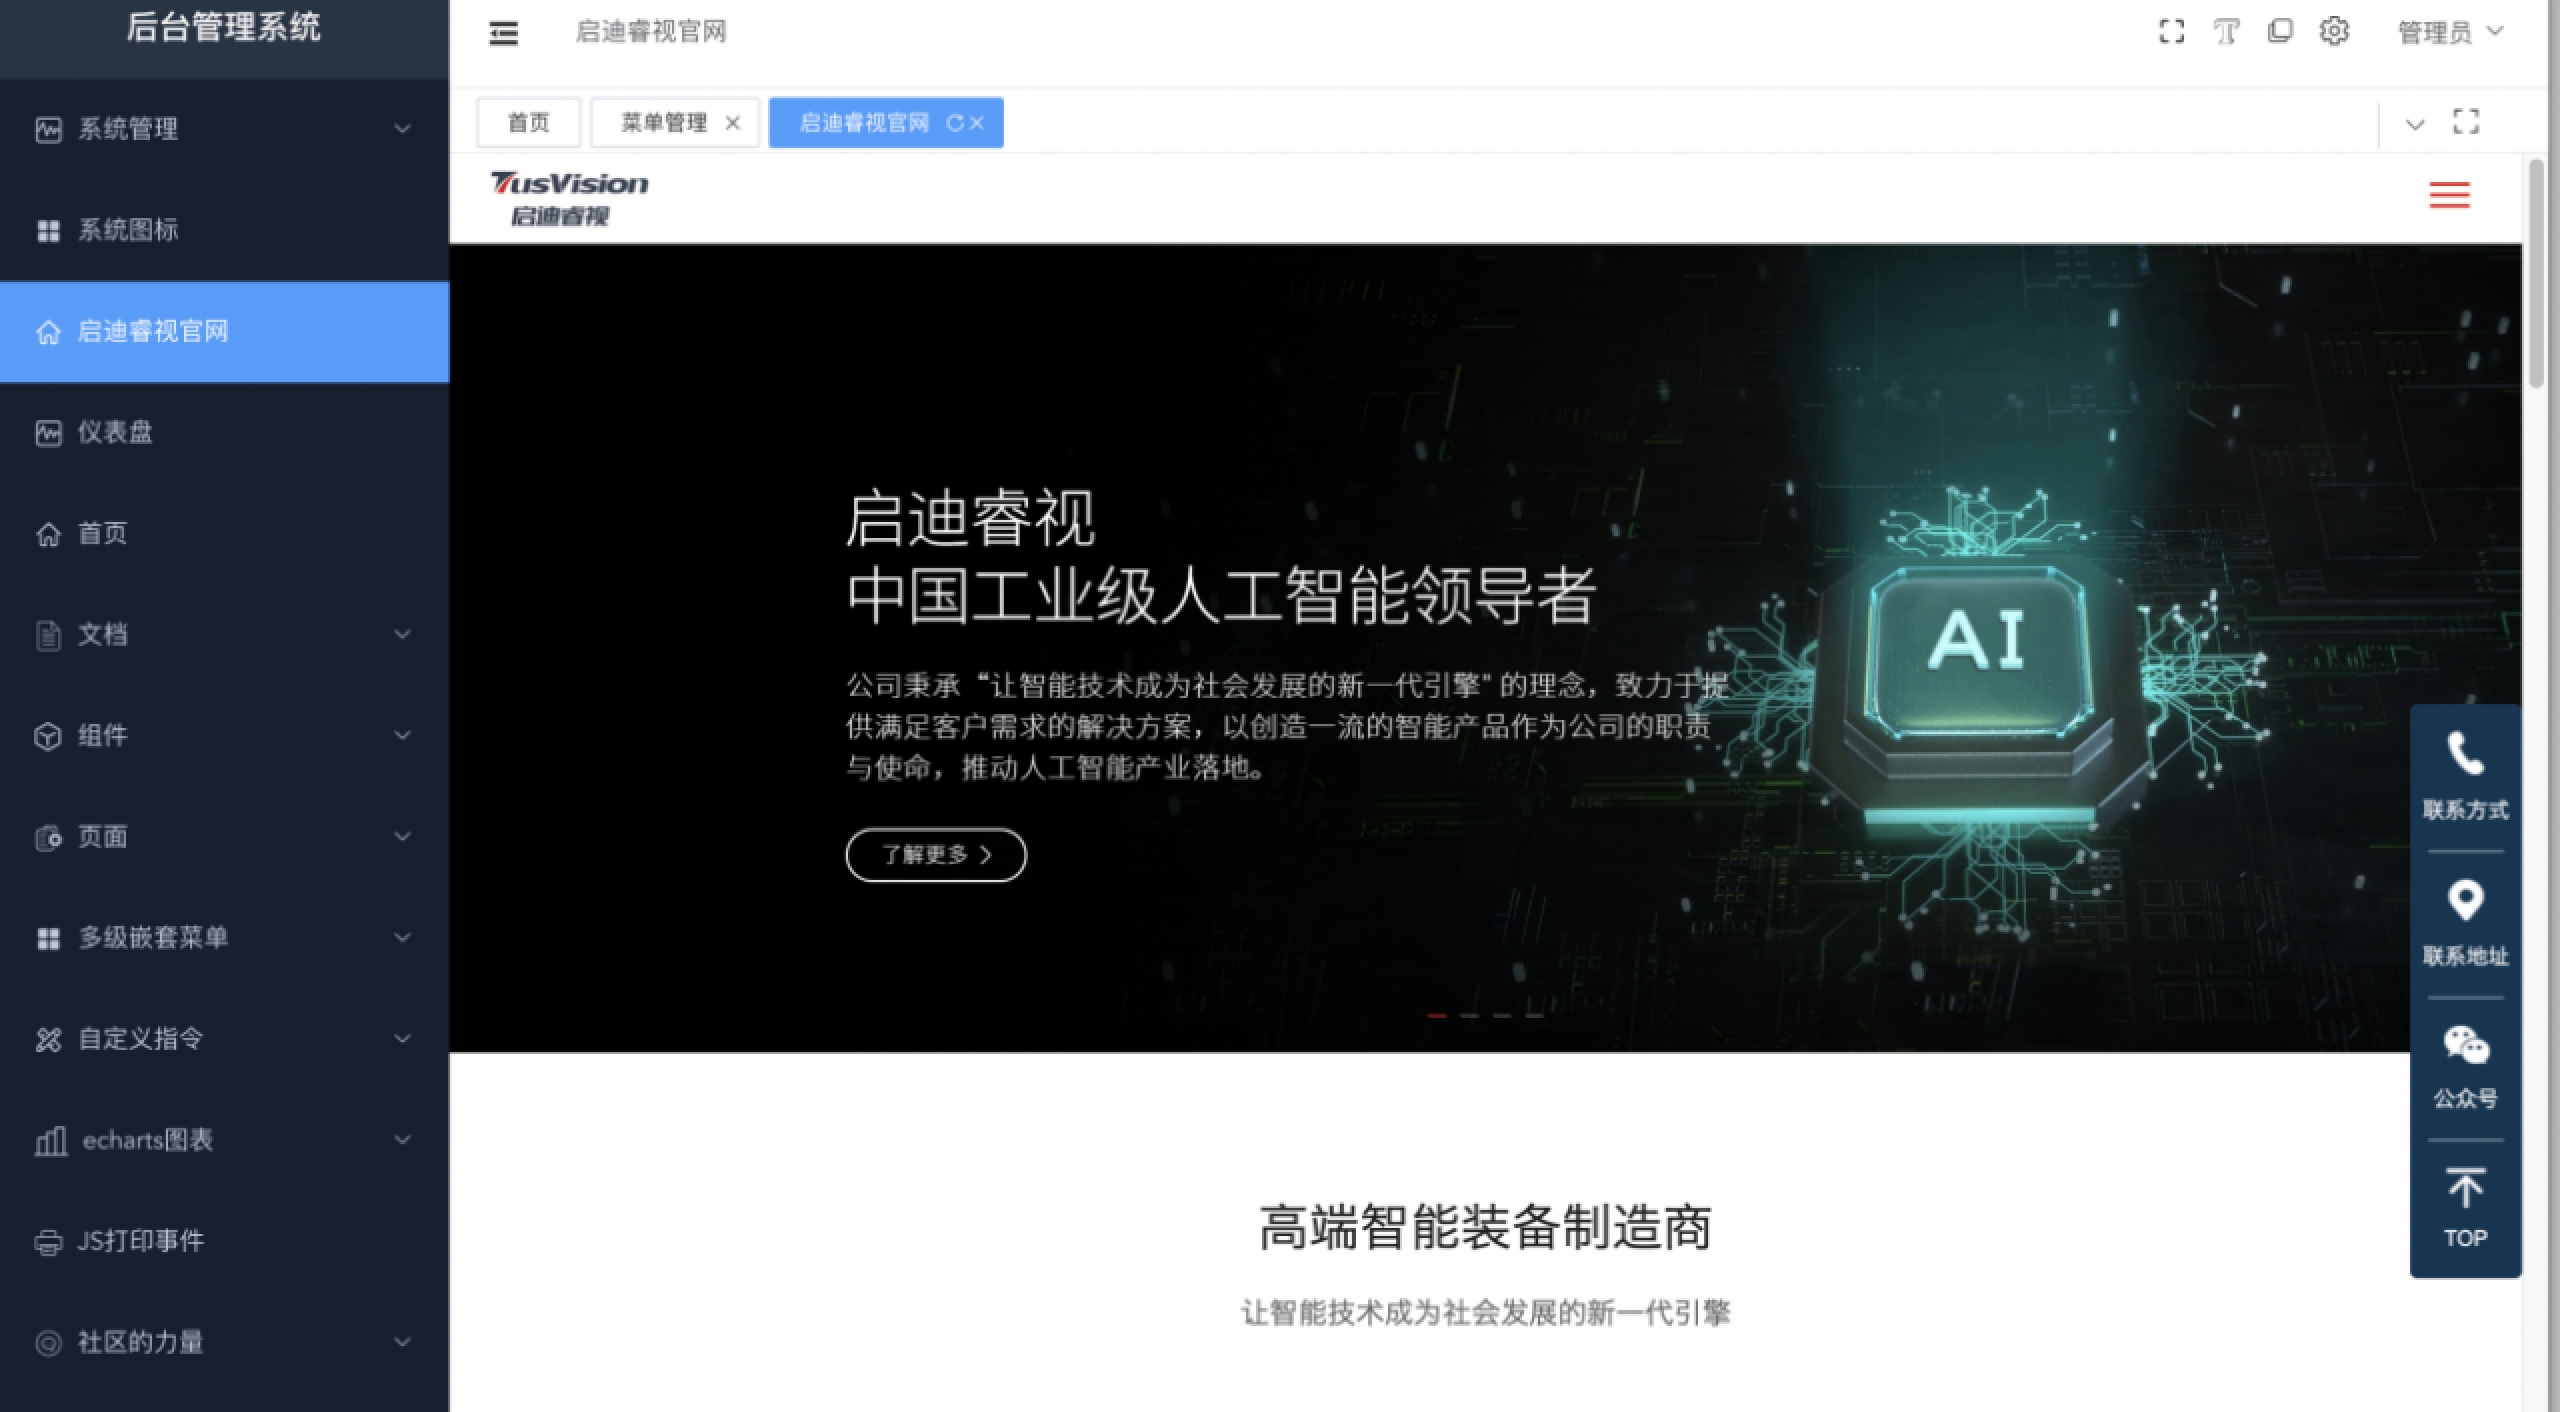 后台管理系统
系统管理
系统图标
启迪睿视官网
仪表盘
首页
文档
组件
页面
多级嵌套菜单
自定义指令
echarts图表
JS打印事件
社区的力量
启迪睿视官网
管理员
首页
菜单管理
启迪睿视官网
TusVision
启迪睿视
启迪睿视
中国工业级人工智能领导者
公司秉承“让智能技术成为社会发展的新一代引擎"的理念，致力于提
供满足客户需求的解决方案，以创造一流的智能产品作为公司的职责
与使命，推动人工智能产业落地。
了解更多
AI
联系方式
联系地址
公众号
TOP
高端智能装备制造商
让智能技术成为社会发展的新一代引擎